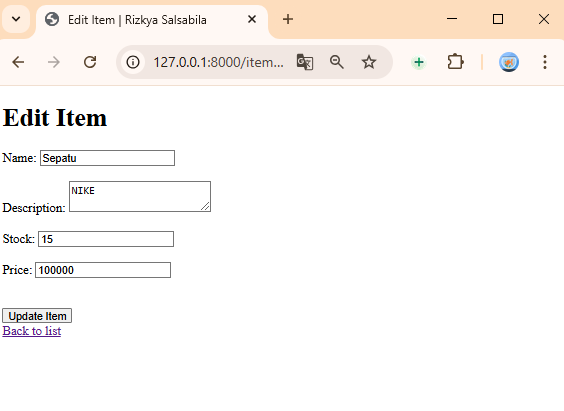 Edit Item | Rizkya Salsabila
127.0.0.1:8000/item...
Edit Item
Name: Sepatu
NIKE
Description:
Stock: 15
Price: 100000
Update Item
Back to list